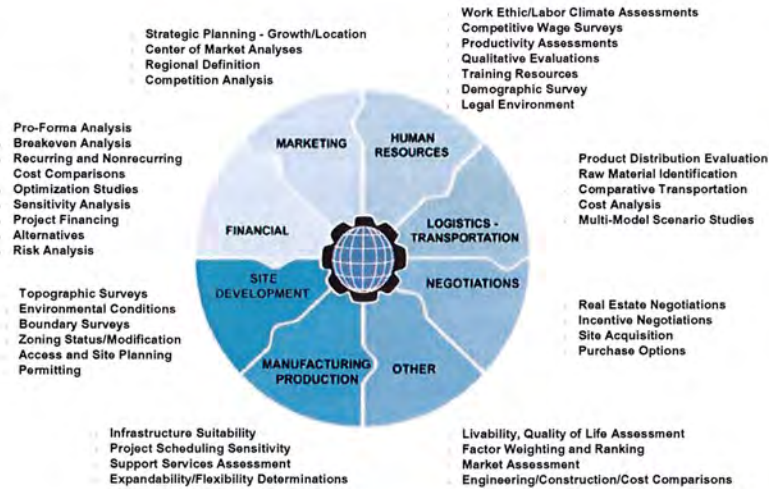 Strategic Planning - Growth/Location
Center of Market Analyses
Regional Definition
Competition Analysis
Work Ethic/Labor Climate Assessments
Competitive Wage Surveys
Productivity Assessments
Qualitative Evaluations
Training Resources
Demographic Survey
Legal Environment
Pro-Forma Analysis
Breakeven Analysis
Recurring and Nonrecurring
Cost Comparisons
Optimization Studies
Sensitivity Analysis
Project Financing
Alternatives
Risk Analysis
MARKETING
HUMAN
RESOURCES
Product Distribution Evaluation
Raw Material Identification
Comparative Transportation
Cost Analysis
Multi-Model Scenario Studies
FINANCIAL
LOGISTICS -
TRANSPORTATION
SITE
DEVELOPMENT
NEGOTIATIONS
Topographic Surveys
Environmental Conditions
Boundary Surveys
Zoning Status/Modification
Access and Site Planning
Permitting
Real Estate Negotiations
Incentive Negotiations
Site Acquisition
Purchase Options
MANUFACTURING
PRODUCTION
OTHER
Infrastructure Suitability
Project Scheduling Sensitivity
Support Services Assessment
Expandability/Flexibility Determinations
Livability, Quality of Life Assessment
Factor Weighting and Ranking
Market Assessment
Engineering/Construction/Cost Comparisons